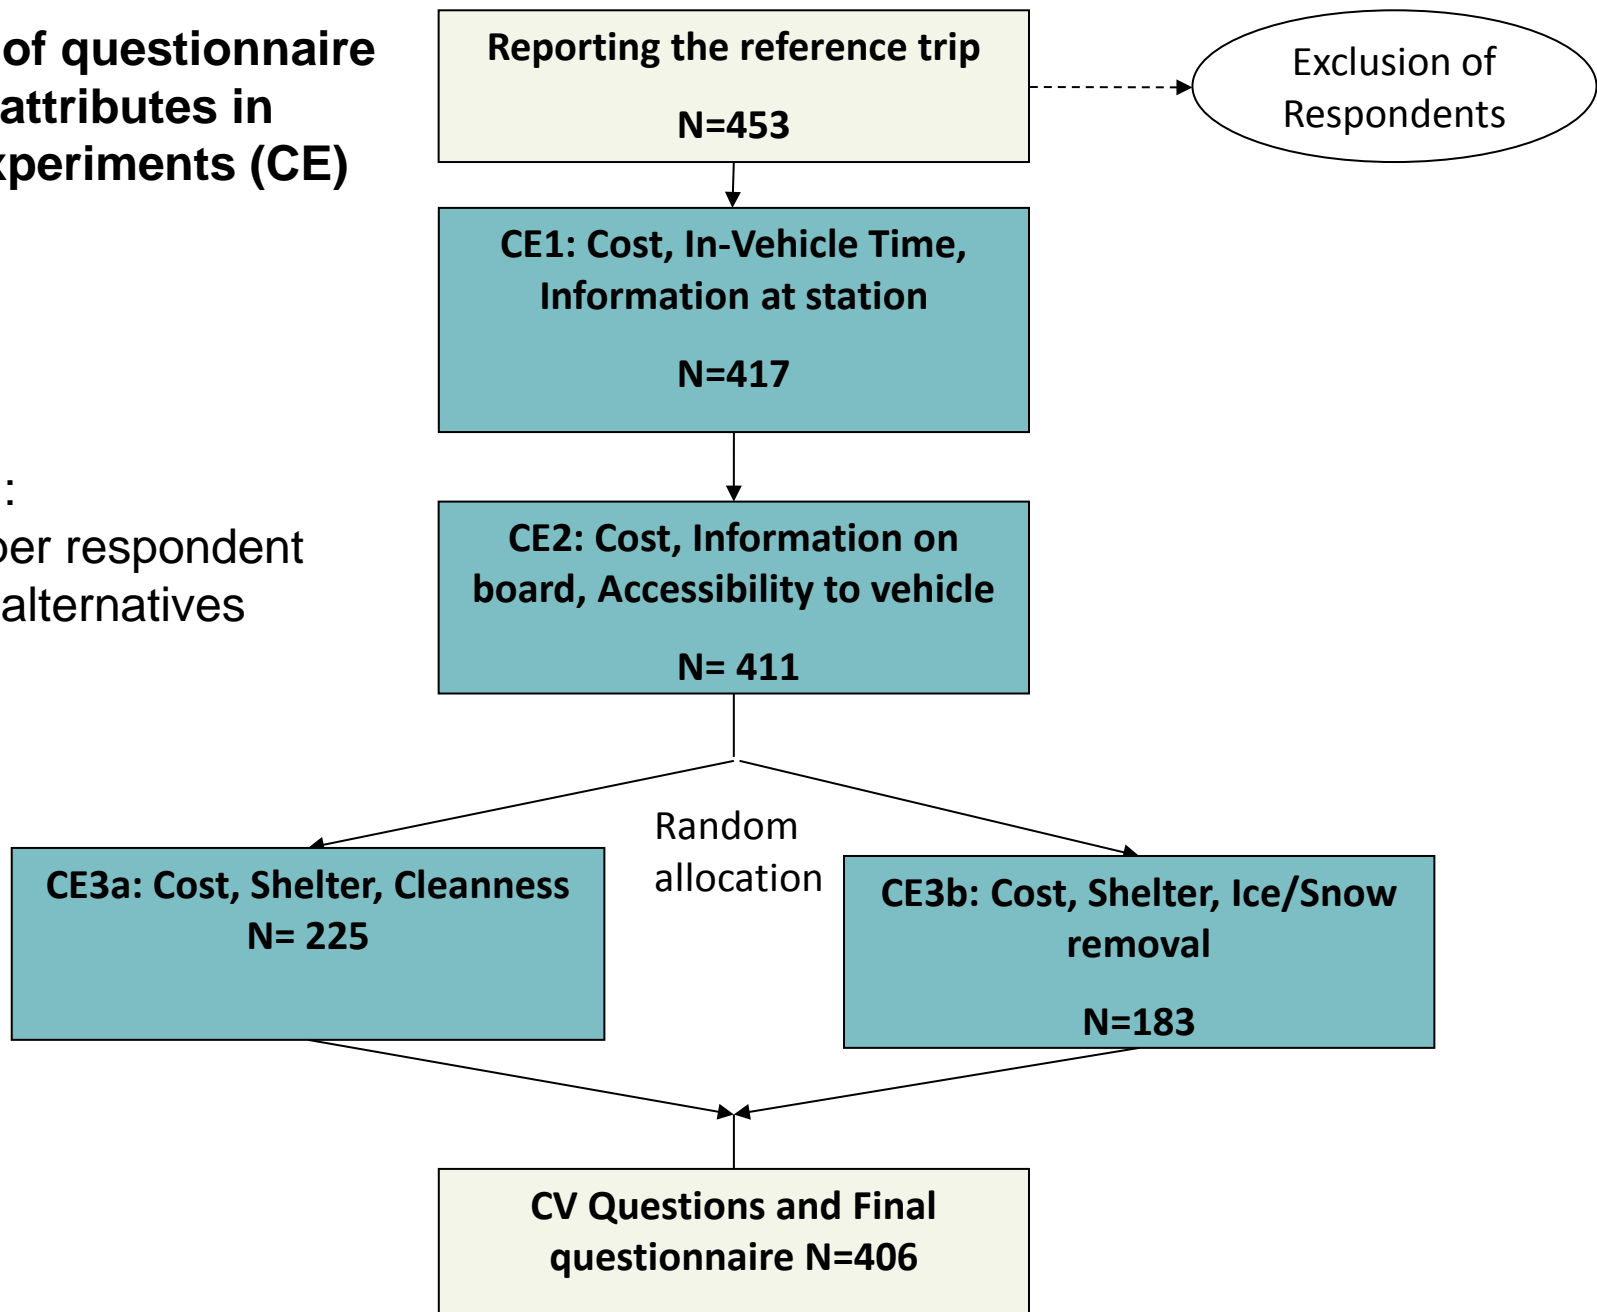 of questionnaire
attributes in
xperiments (CE)
:
per respondent
alternatives
Reporting the reference trip
N=453
Exclusion of
Respondents
CE1: Cost, In-Vehicle Time,
Information at station
N=417
CE2: Cost, Information on
board, Accessibility to vehicle
N= 411
Random
allocation
CE3a: Cost, Shelter, Cleanness
N= 225
CE3b: Cost, Shelter, Ice/Snow
removal
N=183
CV Questions and Final
questionnaire N=406